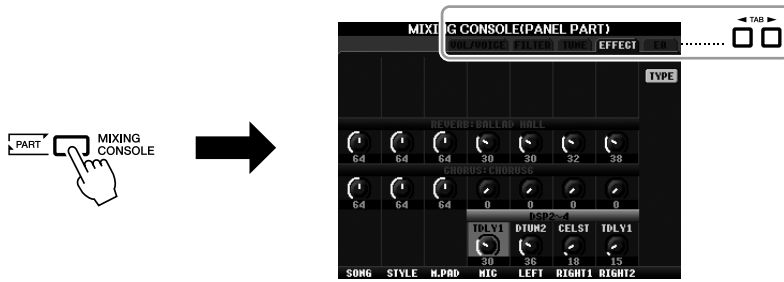 ◄ TAB ►
MIXING CONSOLE(PANEL PART)
VOL/VOICE FILTER TUNE EFFECT EQ
TYPE
PART
MIXING
CONSOLE
REVERB:BALLAD HALL
64 64 64 30 30 32 38
CHORUS:CHORUS6
64 64 64 0 0 0 0
DSP2~4
TDLY1 DTUN2 CELST TDLY1
30 36 18 15
SONG STYLE M.PAD MIC LEFT RIGHT1 RIGHT2